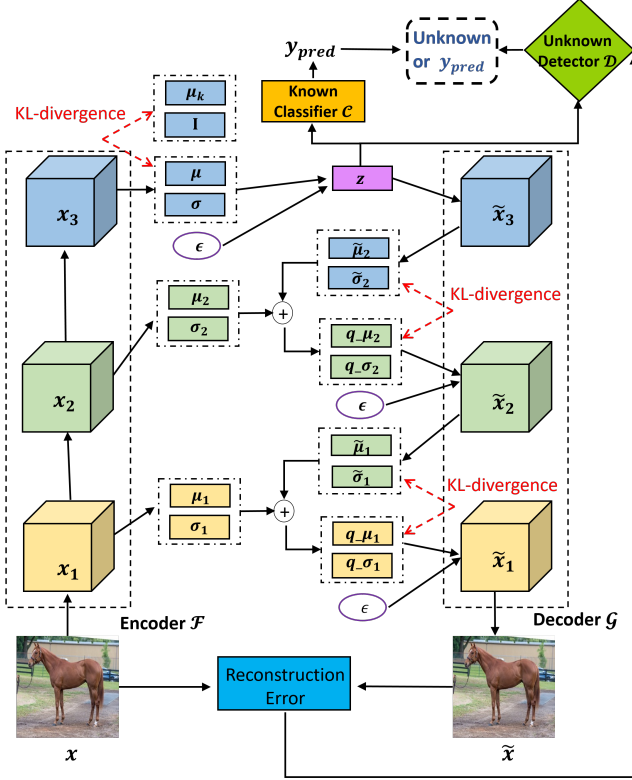 y_pred
Unknown
or y_pred
Unknown
Detector 𝒟
Known
Classifier 𝒞
KL-divergence
μ_k
I
μ
σ
z
x_3
x̃_3
ϵ
μ̃_2
σ̃_2
KL-divergence
μ_2
σ_2
+
q_μ_2
q_σ_2
x_2
x̃_2
ϵ
μ̃_1
σ̃_1
KL-divergence
μ_1
σ_1
+
q_μ_1
q_σ_1
x_1
x̃_1
ϵ
Encoder ℱ
Decoder 𝒢
Reconstruction
Error
x
x̃